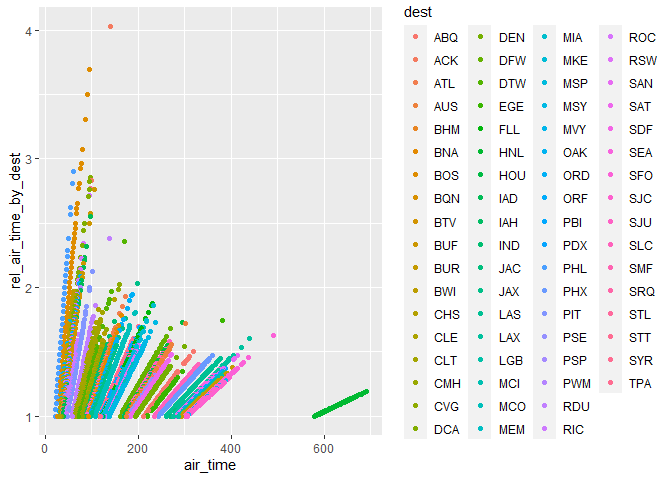 rel_air_time_by_dest
4
3
2
1
0
200
400
600
air_time
dest
ABQ
ACK
ATL
AUS
BHM
BNA
BOS
BQN
BTV
BUF
BUR
BWI
CHS
CLE
CLT
CMH
CVG
DCA
DEN
DFW
DTW
EGE
FLL
HNL
HOU
IAD
IAH
IND
JAC
JAX
LAS
LAX
LGB
MCI
MCO
MEM
MIA
MKE
MSP
MSY
MVY
OAK
ORD
ORF
PBI
PDX
PHL
PHX
PIT
PSE
PSP
PWM
RDU
RIC
ROC
RSW
SAN
SAT
SDF
SEA
SFO
SJC
SJU
SLC
SMF
SRQ
STL
STT
SYR
TPA